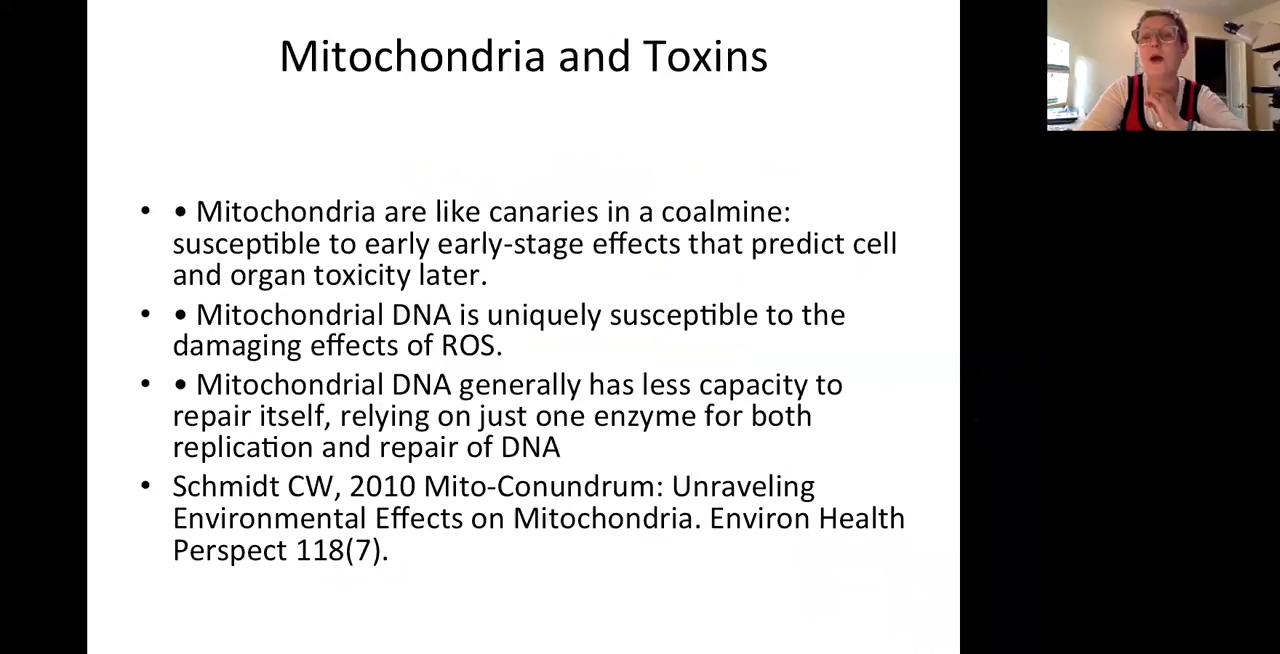 Mitochondria and Toxins
• • Mitochondria are like canaries in a coalmine:
susceptible to early early-stage effects that predict cell
and organ toxicity later.
• • Mitochondrial DNA is uniquely susceptible to the
damaging effects of ROS.
• • Mitochondrial DNA generally has less capacity to
repair itself, relying on just one enzyme for both
replication and repair of DNA
• Schmidt CW, 2010 Mito-Conundrum: Unraveling
Environmental Effects on Mitochondria. Environ Health
Perspect 118(7).